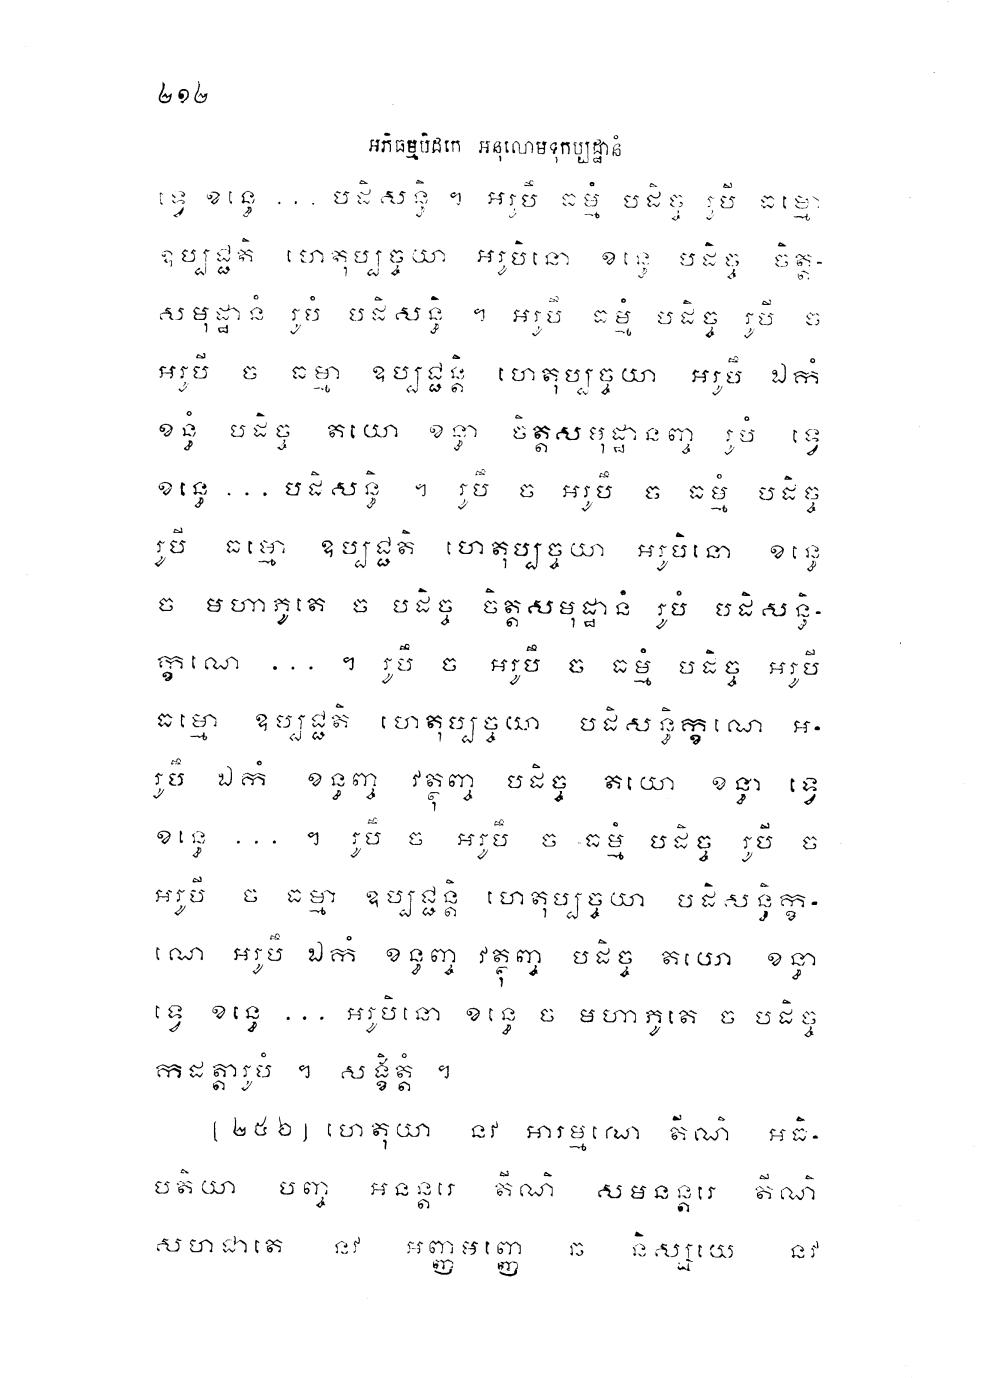 ២១២
អភិធម្មបិដកេ អនុលោមទុកប្បដ្ឋានំ
ទ្វេ ខន្ធេ ... បដិសន្ធិ ។ អរូបឹ ធម្មំ បដិច្ច រូបី ធម្មោ
ឧប្បជ្ជតិ ហេតុប្បច្ចយា អរូបិនោ ខន្ធេ បដិច្ច ចិត្ត-
សមុដ្ឋានំ រូបំ បដិសន្ធិ ។ អរូបឹ ធម្មំ បដិច្ច រូបី ច
អរូបី ច ធម្មា ឧប្បជ្ជន្តិ ហេតុប្បច្ចយា អរូបឹ ឯកំ
ខន្ធំ បដិច្ច តយោ ខន្ធា ចិត្តសមុដ្ឋានញ្ច រូបំ ទ្វេ
ខន្ធេ ... បដិសន្ធិ ។ រូបឹ ច អរូបឹ ច ធម្មំ បដិច្ច
រូបី ធម្មោ ឧប្បជ្ជតិ ហេតុប្បច្ចយា អរូបិនោ ខន្ធេ
ច មហាភូតេ ច បដិច្ច ចិត្តសមុដ្ឋានំ រូបំ បដិសន្ធិ-
ក្ខណេ ... ។ រូបឹ ច អរូបឹ ច ធម្មំ បដិច្ច អរូបី
ធម្មោ ឧប្បជ្ជតិ ហេតុប្បច្ចយោ បដិសន្ធិក្ខណេ អ-
រូបឹ ឯកំ ខន្ធញ្ច វត្ថុញ្ច បដិច្ច តយោ ខន្ធា ទ្វេ
ខន្ធេ ... ។ រូបឹ ច អរូបឹ ច ធម្មំ បដិច្ច រូបី ច
អរូបី ច ធម្មា ឧប្បជ្ជន្តិ ហេតុប្បច្ចយា បដិសន្ធិក្ខ-
ណេ អរូបឹ ឯកំ ខន្ធញ្ច វត្ថុញ្ច បដិច្ច តយោ ខន្ធា
ទ្វេ ខន្ធេ ... អរូបិនោ ខន្ធេ ច មហាភូតេ ច បដិច្ច
កដត្តារូបំ ។ សង្ខិត្តំ ។
[២៥៦] ហេតុយា នវ អារម្មណេ តីណិ អធិ-
បតិយា បញ្ច អនន្តរេ តីណិ សមនន្តរេ តីណិ
សហជាតេ នវ អញ្ញមញ្ញេ ឆ និស្សយេ នវ